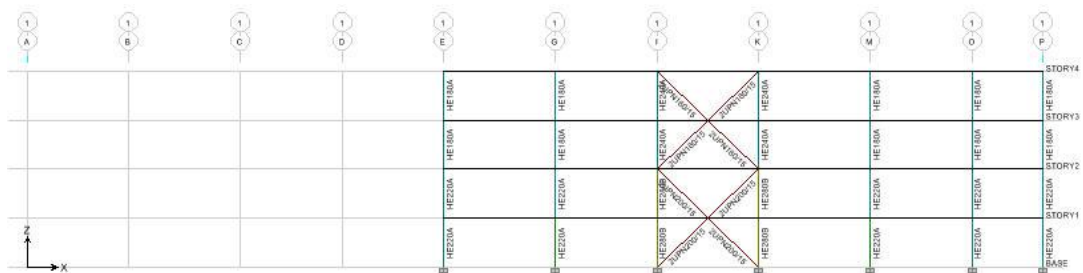 1 1 1 1 1 1 1 1 1 1 1
A B C D E G I K M O P
STORY4
HE180A HE180A HE240A 2UPN160/15 2UPN160/15 HE240A HE180A HE180A HE180A
STORY3
HE180A HE180A HE240A 2UPN180/15 2UPN180/15 HE240A HE180A HE180A HE180A
STORY2
HE220A HE220A HE280B 2UPN200/15 2UPN200/15 HE280B HE220A HE220A HE220A
STORY1
HE220A HE220A HE280B 2UPN200/15 2UPN200/15 HE280B HE220A HE220A HE220A
BASE
Z
X